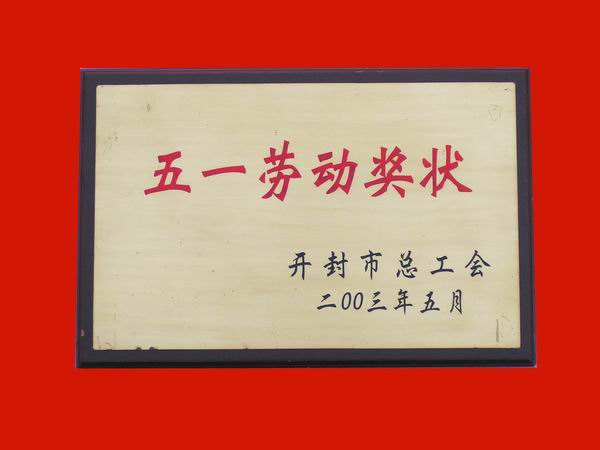 五一劳动奖状
开封市总工会
二00三年五月